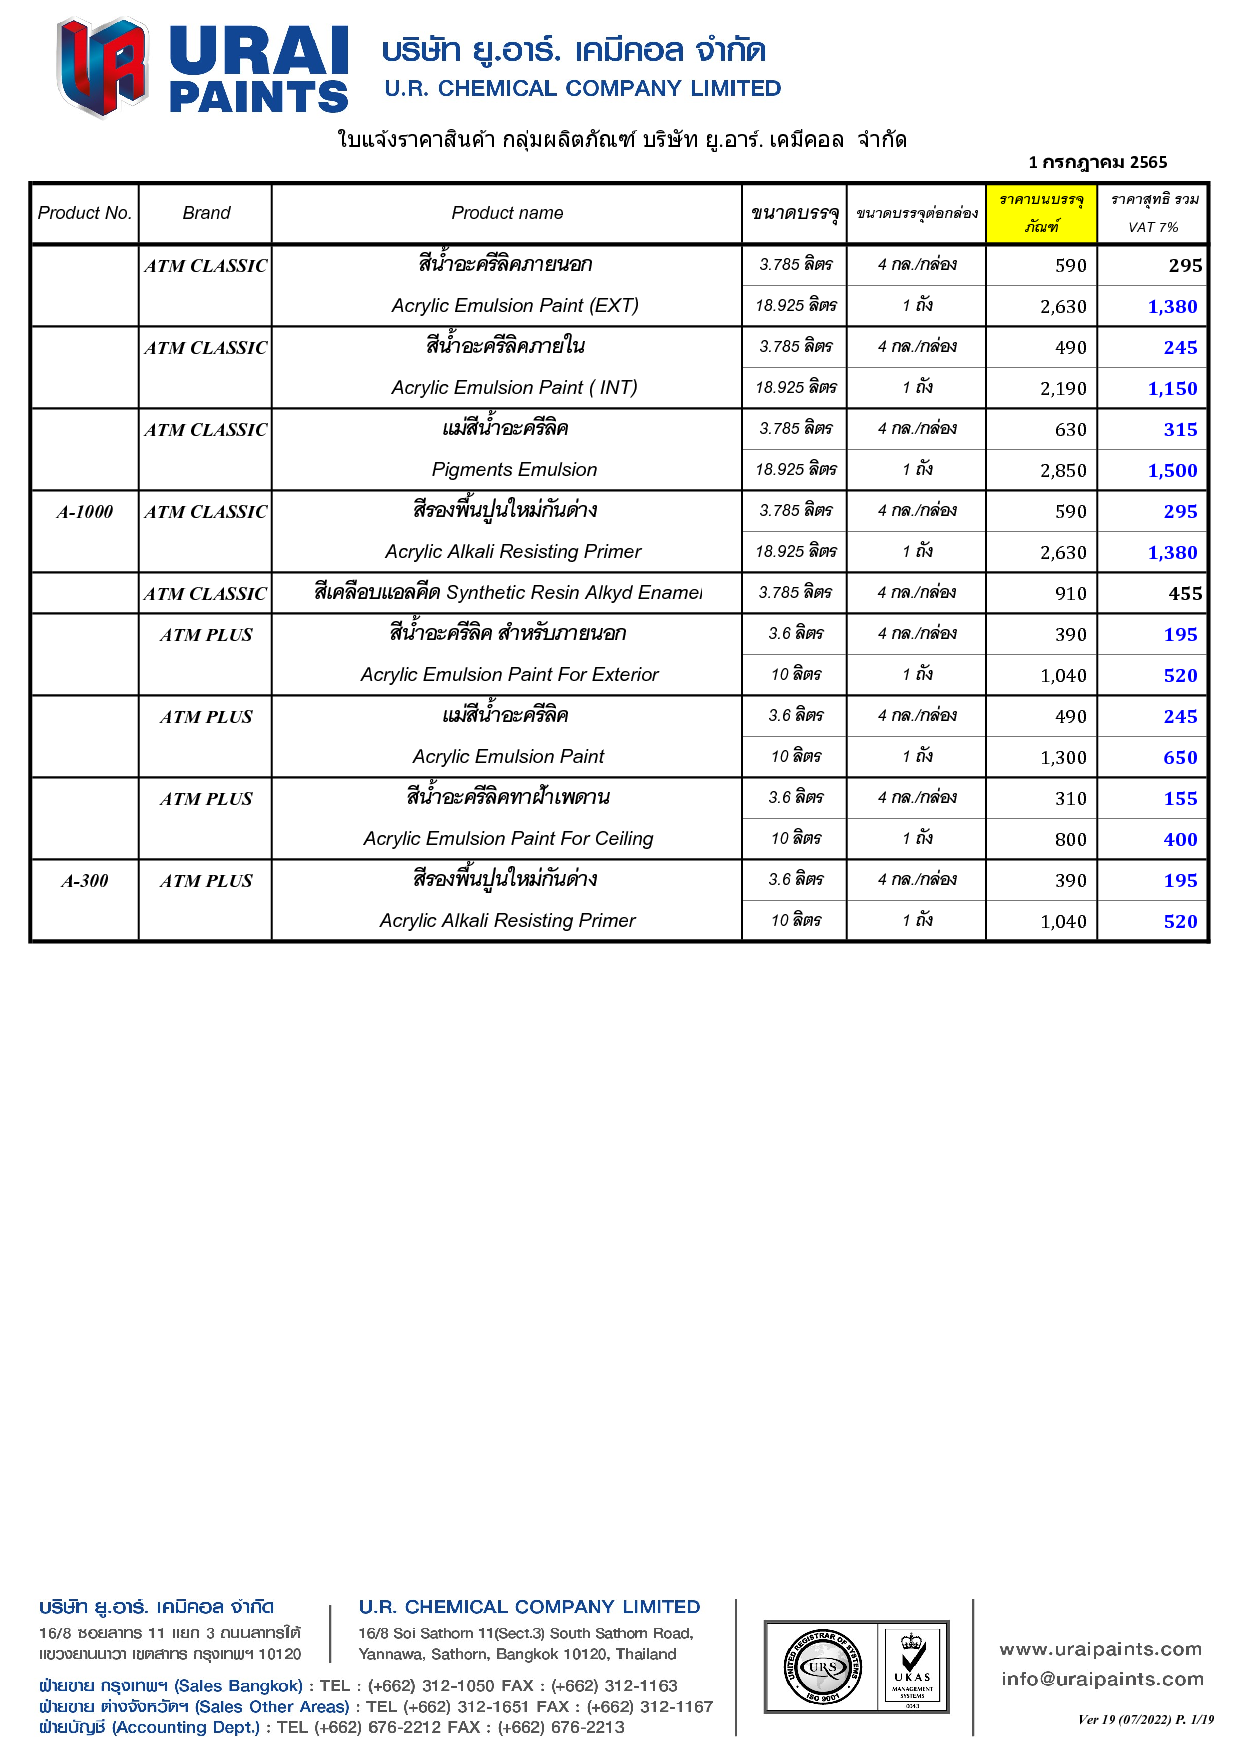 URAI
PAINTS
บริษัท ยู.อาร์. เคมีคอล จำกัด
U.R. CHEMICAL COMPANY LIMITED
ใบแจ้งราคาสินค้า กลุ่มผลิตภัณฑ์ บริษัท ยู.อาร์. เคมีคอล จำกัด
1 กรกฎาคม 2565
Product No. Brand Product name ขนาดบรรจุ ขนาดบรรจุต่อกล่อง ราคาบนบรรจุ ราคาสุทธิ รวม
ภัณฑ์ VAT 7%
ATM CLASSIC สีน้ำอะครีลิคภายนอก 3.785 ลิตร 4 กล./กล่อง 590 295
Acrylic Emulsion Paint (EXT) 18.925 ลิตร 1 ถัง 2,630 1,380
ATM CLASSIC สีน้ำอะครีลิคภายใน 3.785 ลิตร 4 กล./กล่อง 490 245
Acrylic Emulsion Paint ( INT) 18.925 ลิตร 1 ถัง 2,190 1,150
ATM CLASSIC แม่สีน้ำอะครีลิค 3.785 ลิตร 4 กล./กล่อง 630 315
Pigments Emulsion 18.925 ลิตร 1 ถัง 2,850 1,500
A-1000 ATM CLASSIC สีรองพื้นปูนใหม่กันด่าง 3.785 ลิตร 4 กล./กล่อง 590 295
Acrylic Alkali Resisting Primer 18.925 ลิตร 1 ถัง 2,630 1,380
ATM CLASSIC สีเคลือบแอลคีด Synthetic Resin Alkyd Enamel 3.785 ลิตร 4 กล./กล่อง 910 455
ATM PLUS สีน้ำอะครีลิค สำหรับภายนอก 3.6 ลิตร 4 กล./กล่อง 390 195
Acrylic Emulsion Paint For Exterior 10 ลิตร 1 ถัง 1,040 520
ATM PLUS แม่สีน้ำอะครีลิค 3.6 ลิตร 4 กล./กล่อง 490 245
Acrylic Emulsion Paint 10 ลิตร 1 ถัง 1,300 650
ATM PLUS สีน้ำอะครีลิคทาฝ้าเพดาน 3.6 ลิตร 4 กล./กล่อง 310 155
Acrylic Emulsion Paint For Ceiling 10 ลิตร 1 ถัง 800 400
A-300 ATM PLUS สีรองพื้นปูนใหม่กันด่าง 3.6 ลิตร 4 กล./กล่อง 390 195
Acrylic Alkali Resisting Primer 10 ลิตร 1 ถัง 1,040 520
บริษัท ยู.อาร์. เคมีคอล จำกัด
16/8 ซอยสาทร 11 แยก 3 ถนนสาทรใต้
แขวงยานนาวา เขตสาทร กรุงเทพฯ 10120
U.R. CHEMICAL COMPANY LIMITED
16/8 Soi Sathorn 11(Sect.3) South Sathorn Road,
Yannawa, Sathorn, Bangkok 10120, Thailand
ฝ่ายขาย กรุงเทพฯ (Sales Bangkok) : TEL : (+662) 312-1050 FAX : (+662) 312-1163
ฝ่ายขาย ต่างจังหวัดฯ (Sales Other Areas) : TEL (+662) 312-1651 FAX : (+662) 312-1167
ฝ่ายบัญชี (Accounting Dept.) : TEL (+662) 676-2212 FAX : (+662) 676-2213
UNITED REGISTRAR OF SYSTEMS
URS
ISO 9001
UKAS
MANAGEMENT
SYSTEMS
0043
www.uraipaints.com
info@uraipaints.com
Ver 19 (07/2022) P. 1/19